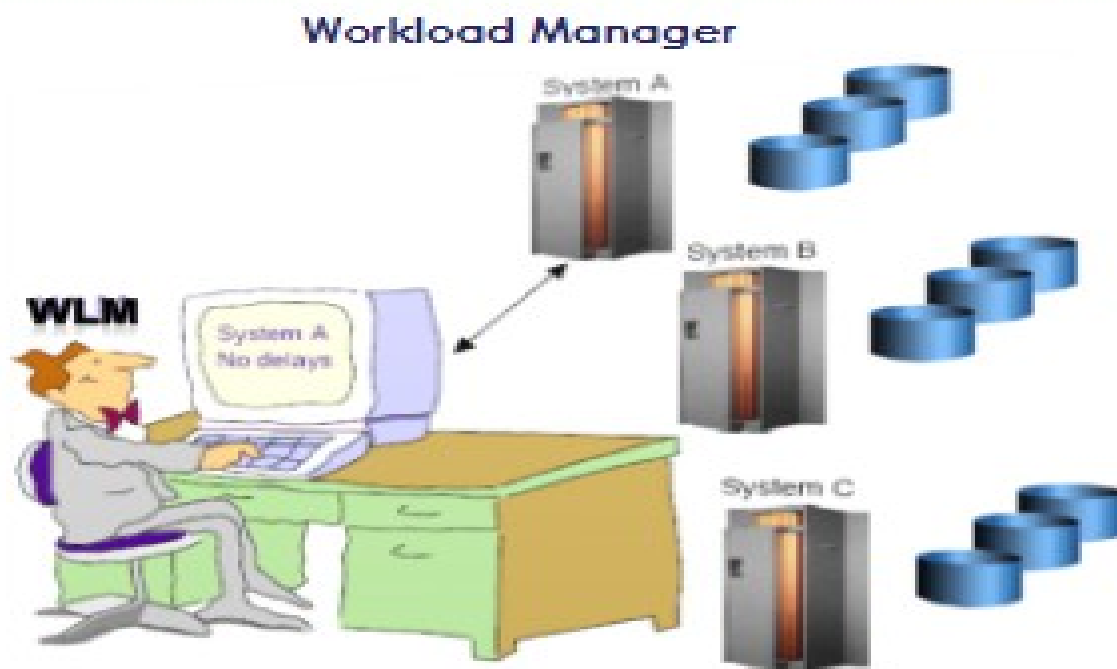 Workload Manager
System A
System B
WLM
System A
No delays
System C